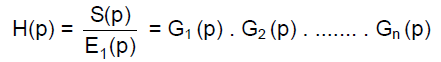 H(p) = S(p) / E₁(p) = G₁ (p) . G₂ (p) . ....... . Gₙ (p)